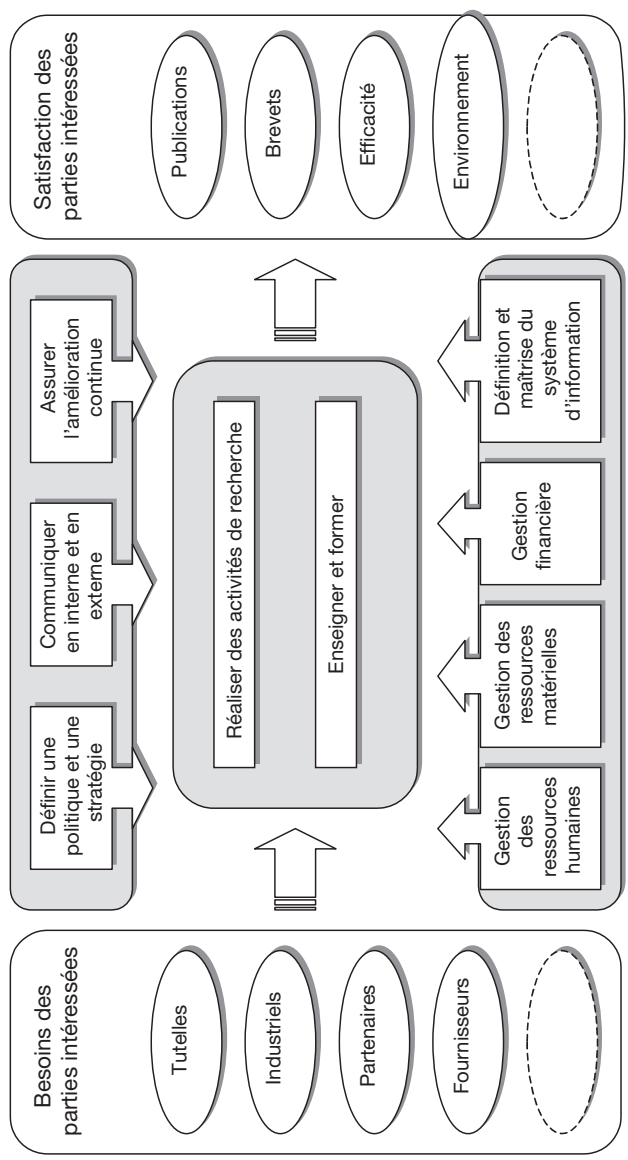 Besoins des
parties intéressées
Tutelles
Industriels
Partenaires
Fournisseurs
Définir une
politique et une
stratégie
Communiquer
en interne et en
externe
Assurer
l'amélioration
continue
Réaliser des activités de recherche
Enseigner et former
Gestion
des
ressources
humaines
Gestion des
ressources
matérielles
Gestion
financière
Définition et
maîtrise du
système
d'information
Satisfaction des
parties intéressées
Publications
Brevets
Efficacité
Environnement